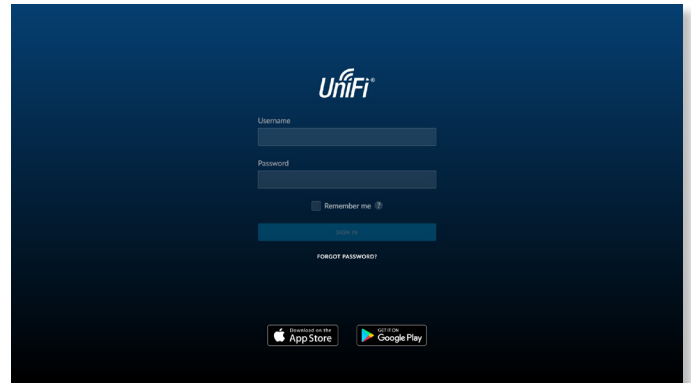 UniFi®
Username
Password
Remember me ?
SIGN IN
FORGOT PASSWORD?
Download on the
App Store
GET IT ON
Google Play